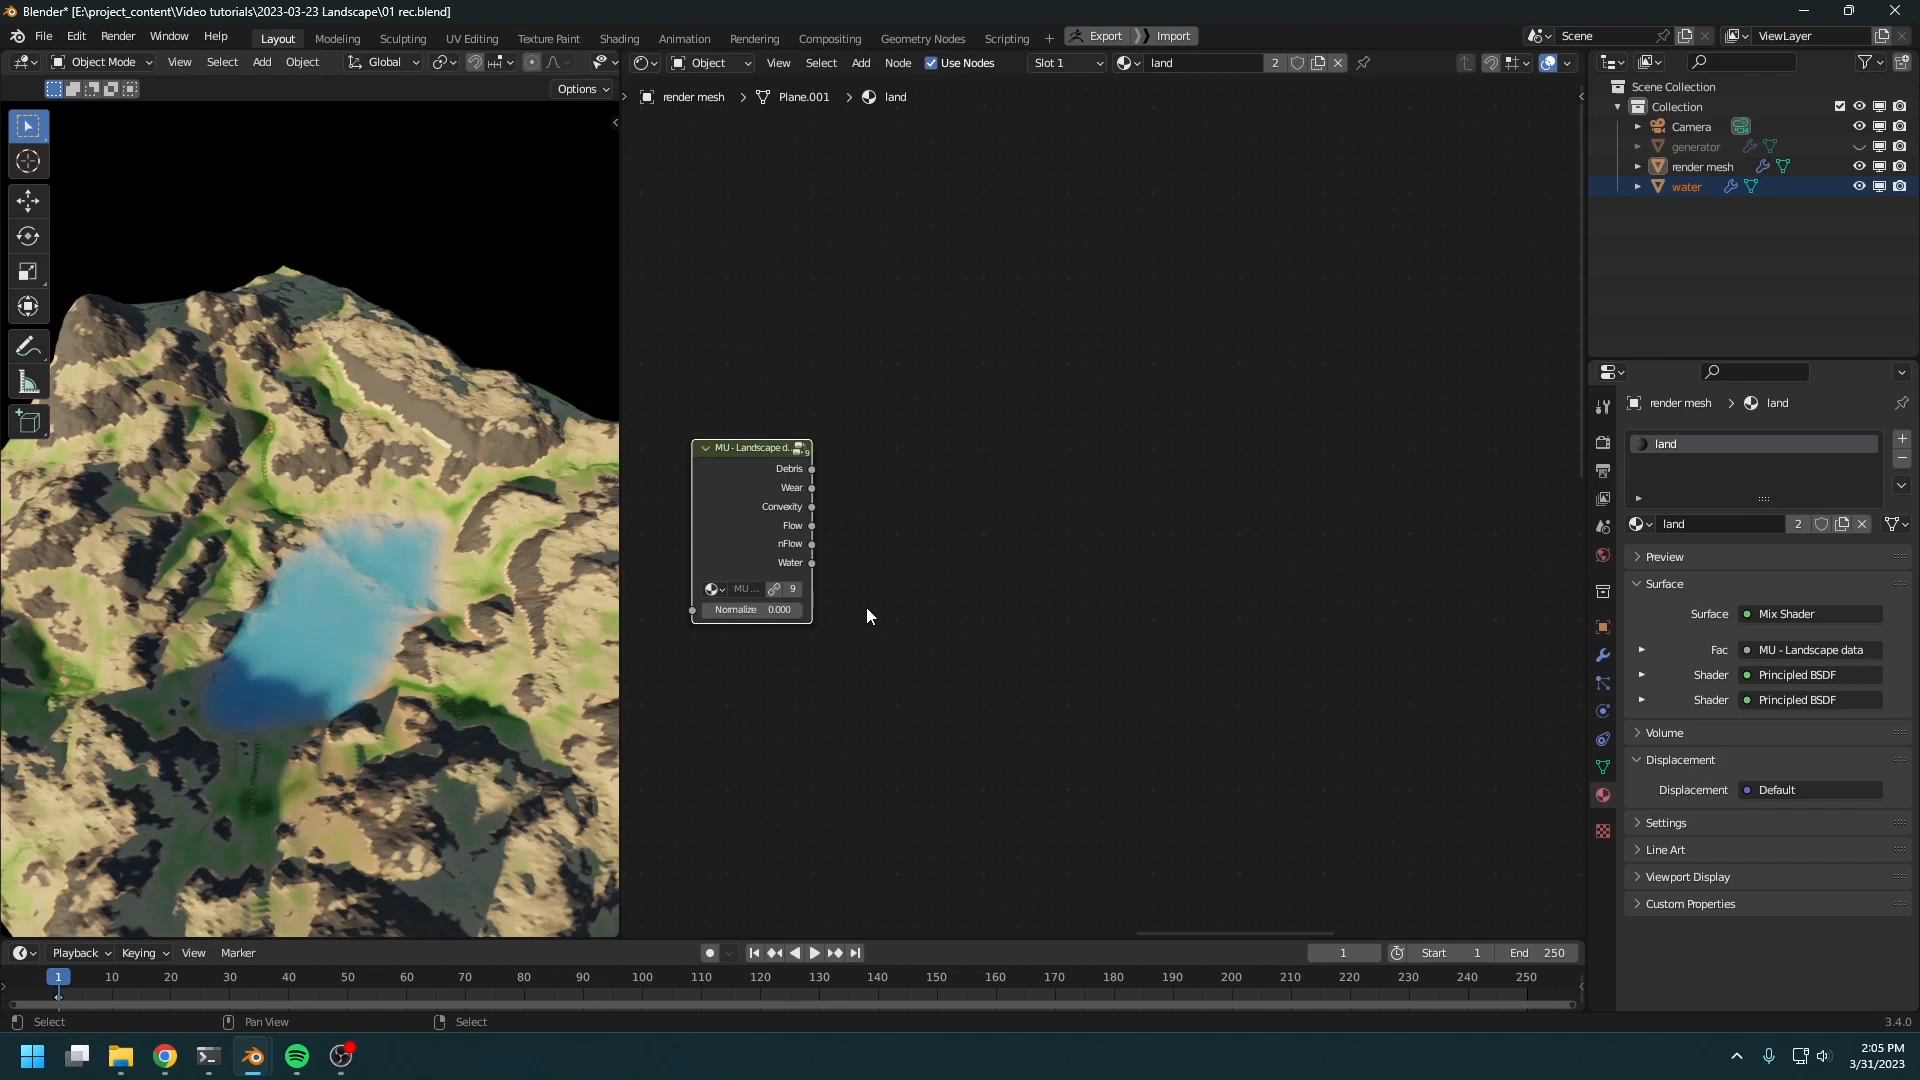 Blender* [E:\project_content\Video tutorials\2023-03-23 Landscape\01 rec.blend]
File Edit Render Window Help Layout Modeling Sculpting UV Editing Texture Paint Shading Animation Rendering Compositing Geometry Nodes Scripting + Export Import Scene ViewLayer
Object Mode View Select Add Object Global
Object View Select Add Node Use Nodes Slot 1 land 2
Options
render mesh > Plane.001 > land
Scene Collection
Collection
Camera
generator
render mesh
water
MU - Landscape d...
9
Debris
Wear
Convexity
Flow
nFlow
Water
MU ... 9
Normalize 0.000
render mesh > land
land
land 2
Preview
Surface
Surface Mix Shader
Fac MU - Landscape data
Shader Principled BSDF
Shader Principled BSDF
Volume
Displacement
Displacement Default
Settings
Line Art
Viewport Display
Custom Properties
Playback Keying View Marker 1 Start 1 End 250
1 10 20 30 40 50 60 70 80 90 100 110 120 130 140 150 160 170 180 190 200 210 220 230 240 250
Select Pan View Select 3.4.0
2:05 PM
3/31/2023